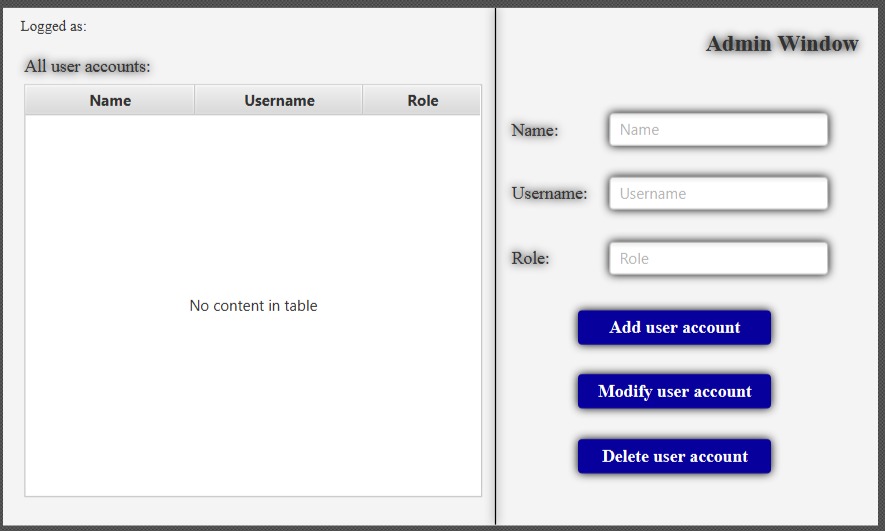 Logged as:
All user accounts:
Name Username Role
No content in table
Admin Window
Name: Name
Username: Username
Role: Role
Add user account
Modify user account
Delete user account